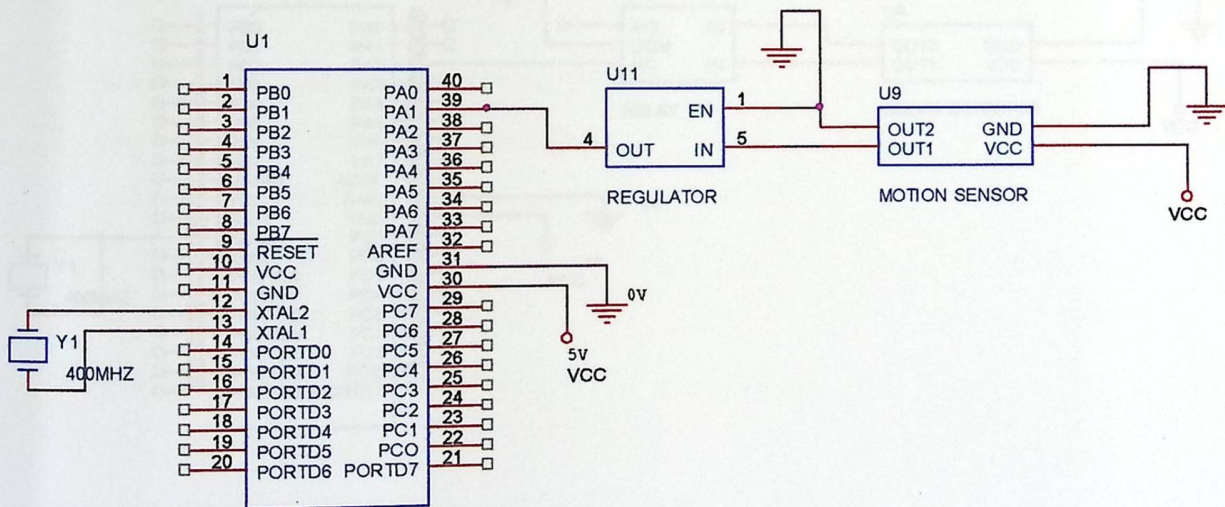 U1
1 PB0 PA0 40
2 PB1 PA1 39
3 PB2 PA2 38
4 PB3 PA3 37
5 PB4 PA4 36
6 PB5 PA5 35
7 PB6 PA6 34
8 PB7 PA7 33
9 RESET AREF 32
10 VCC GND 31
11 GND VCC 30
12 XTAL2 PC7 29
13 XTAL1 PC6 28
14 PORTD0 PC5 27
15 PORTD1 PC4 26
16 PORTD2 PC3 25
17 PORTD3 PC2 24
18 PORTD4 PC1 23
19 PORTD5 PCO 22
20 PORTD6 PORTD7 21
Y1
400MHZ
0V
5V
VCC
U11
EN 1
4 OUT IN 5
REGULATOR
U9
OUT2 GND
OUT1 VCC
MOTION SENSOR
VCC